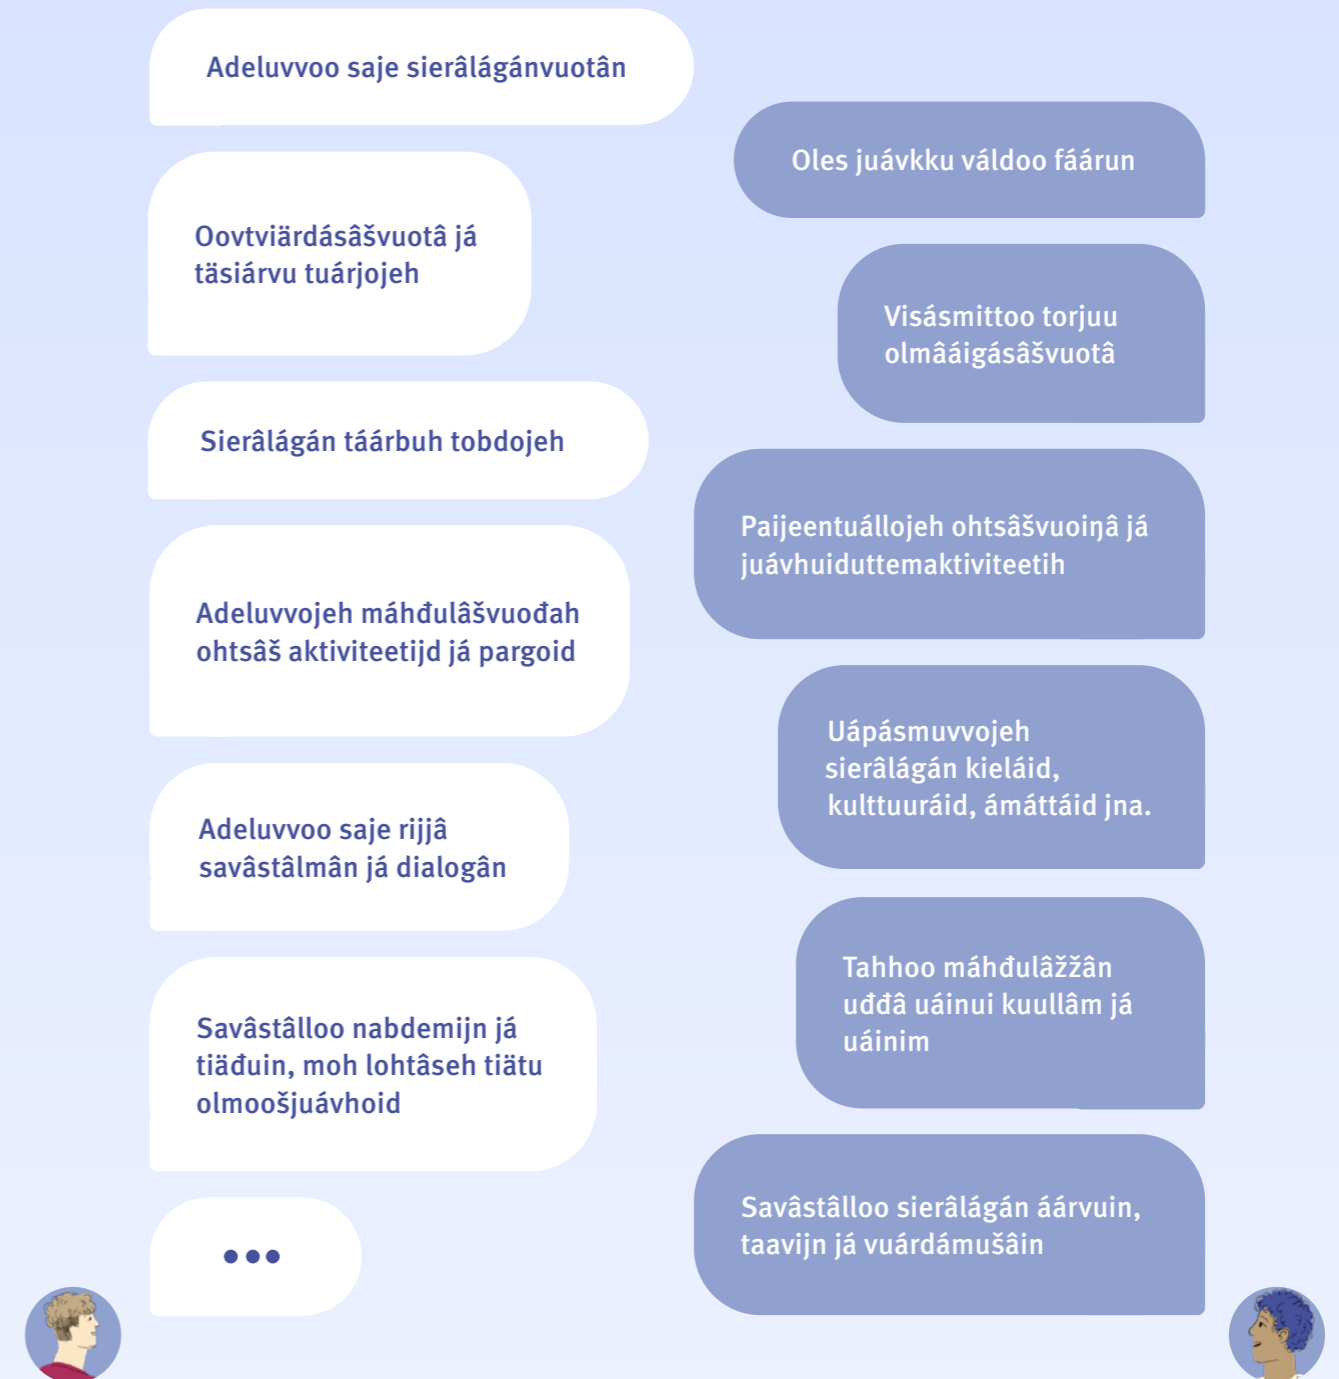 Adeluvvoo saje sierâlágánvuotân
Oles juávkku váldoo fáárun
Oovtviärdásâšvuotâ já
täsiárvu tuárjojeh
Visásmittoo torjuu
olmâáigásâšvuotâ
Sierâlágán táárbuh tobdojeh
Paijeentuállojeh ohtsâšvuoiŋâ já
juávhuiduttemaktiviteetih
Adeluvvojeh máhđulâšvuođah
ohtsâš aktiviteetijd já pargoid
Uápásmuvvojeh
sierâlágán kieláid,
kulttuuráid, ámáttáid jna.
Adeluvvoo saje rijjâ
savâstâlmân já dialogân
Tahhoo máhđulâžžân
uđđâ uáinui kuullâm já
uáinim
Savâstâlloo nabdemijn já
tiäđuin, moh lohtâseh tiätu
olmoošjuávhoid
Savâstâlloo sierâlágán áárvuin,
taavijn já vuárdámušâin
•••